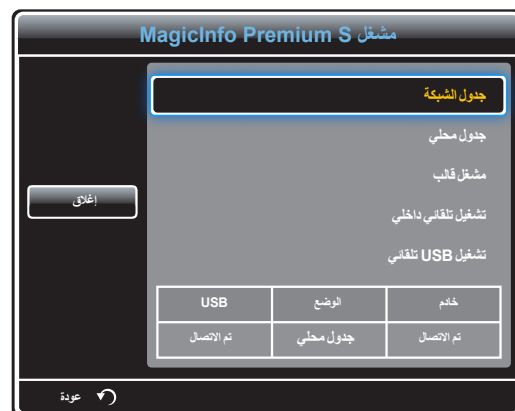 مشغل MagicInfo Premium S
جدول الشبكة
جدول محلي
مشغل قالب
تشغيل تلقائي داخلي
تشغيل USB تلقائي
إغلاق
خادم الوضع USB
تم الاتصال جدول محلي تم الاتصال
عودة